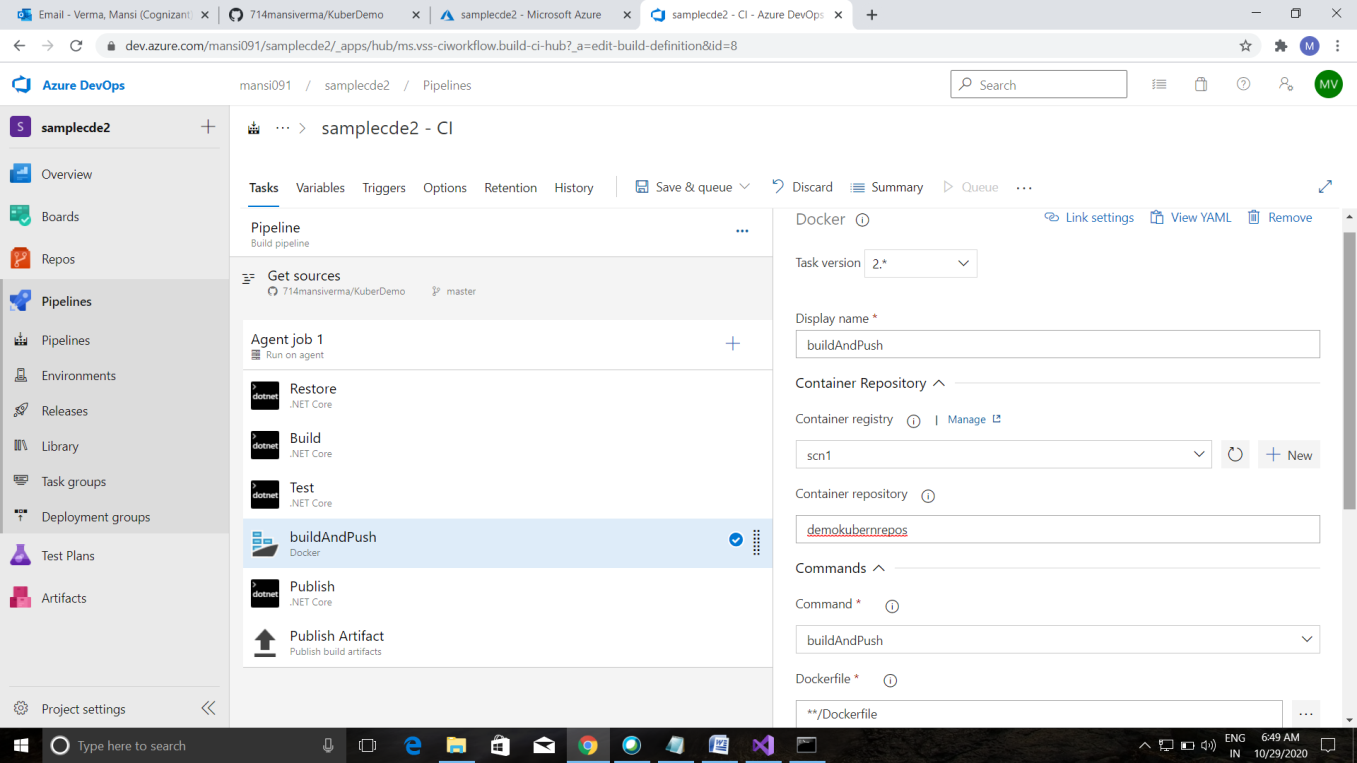 Email - Verma, Mansi (Cognizant)
714mansiverma/KuberDemo
samplecde2 - Microsoft Azure
samplecde2 - CI - Azure DevOps
dev.azure.com/mansi091/samplecde2/_apps/hub/ms.vss-ciworkflow.build-ci-hub?_a=edit-build-definition&id=8
M
Azure DevOps
mansi091 / samplecde2 / Pipelines
Search
MV
S samplecde2
Overview
Boards
Repos
Pipelines
Pipelines
Environments
Releases
Library
Task groups
Deployment groups
Test Plans
Artifacts
Project settings
··· > samplecde2 - CI
Tasks Variables Triggers Options Retention History Save & queue Discard Summary Queue ···
Pipeline
Build pipeline
···
Get sources
714mansiverma/KuberDemo master
Agent job 1
Run on agent
dotnet Restore
.NET Core
dotnet Build
.NET Core
dotnet Test
.NET Core
buildAndPush
Docker
dotnet Publish
.NET Core
Publish Artifact
Publish build artifacts
Docker Link settings View YAML Remove
Task version 2.*
Display name *
buildAndPush
Container Repository
Container registry | Manage
scn1
New
Container repository
demokubernrepos
Commands
Command *
buildAndPush
Dockerfile *
**/Dockerfile
···
Type here to search
ENG
IN
6:49 AM
10/29/2020